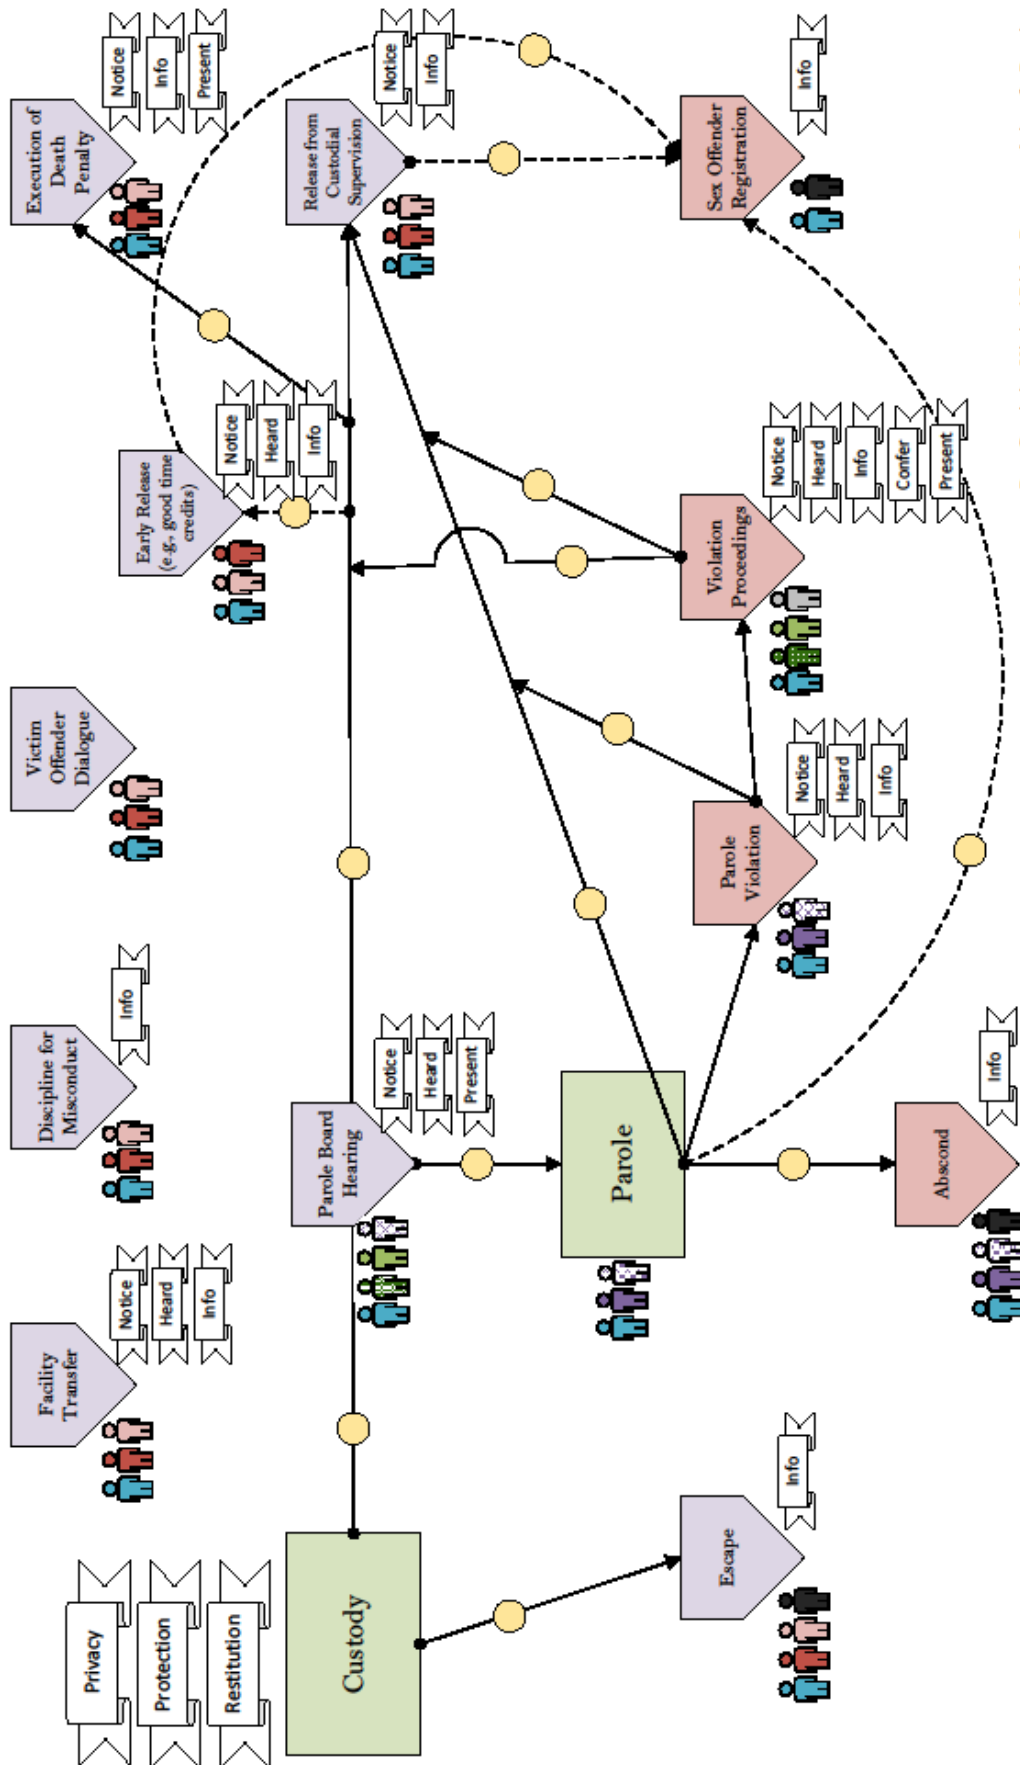 Privacy
Protection
Restitution
Custody
Facility
Transfer
Notice
Heard
Info
Discipline for
Misconduct
Info
Victim
Offender
Dialogue
Early Release
(e.g., good time
credits)
Notice
Heard
Info
Execution of
Death
Penalty
Notice
Info
Present
Parole Board
Hearing
Notice
Heard
Present
Release from
Custodial
Supervision
Notice
Info
Parole
Escape
Info
Parole
Violation
Notice
Heard
Info
Violation
Proceedings
Notice
Heard
Info
Confer
Present
Sex Offender
Registration
Info
Abscond
Info